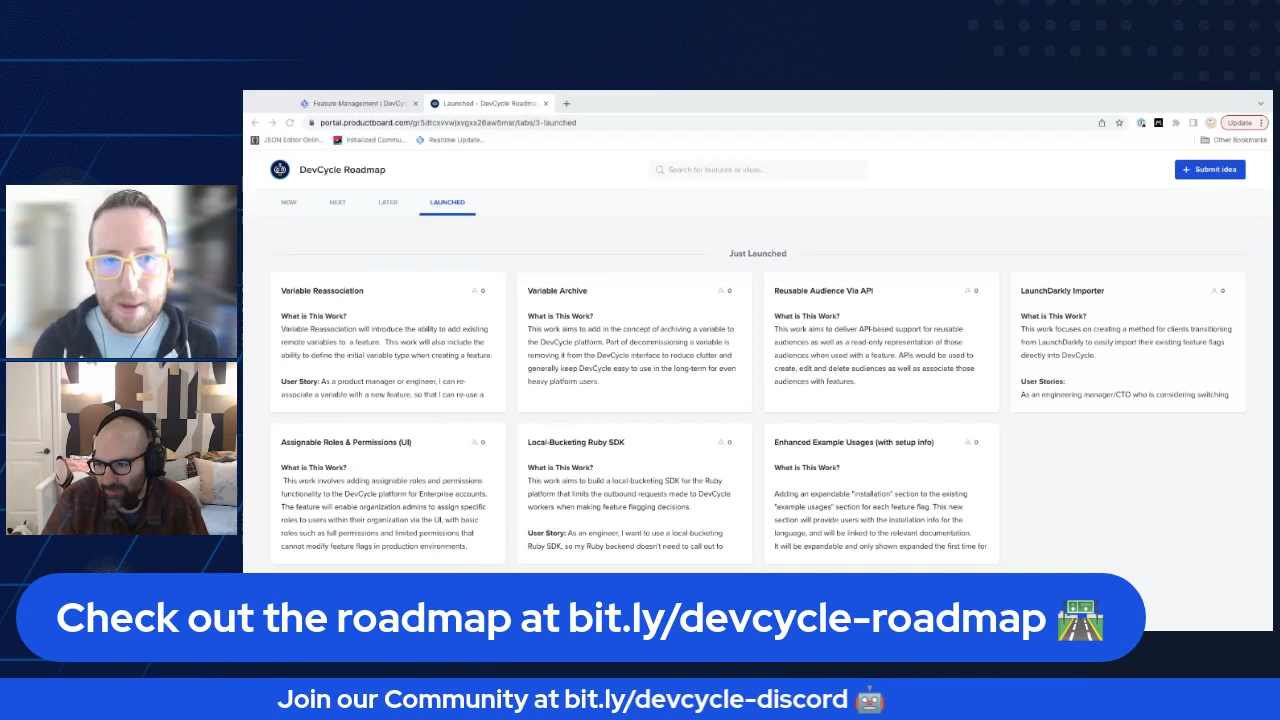 Feature Management | DevCyc
Launched - DevCycle Roadma
portal.productboard.com/gr5dtcxvvwjxvgxx26aw5msr/tabs/3-launched
Update
JSON Editor Onlin...
Initialized Commu...
Realtime Update...
Other Bookmarks
DevCycle Roadmap
Search for features or ideas...
+ Submit idea
NOW
NEXT
LATER
LAUNCHED
Just Launched
Variable Reassociation
0
What is This Work?
Variable Reassociation will introduce the ability to add existing
remote variables to a feature. This work will also include the
ability to define the initial variable type when creating a feature.
User Story: As a product manager or engineer, I can re-
associate a variable with a new feature, so that I can re-use a
Variable Archive
0
What is This Work?
This work aims to add in the concept of archiving a variable to
the DevCycle platform. Part of decommissioning a variable is
removing it from the DevCycle interface to reduce clutter and
generally keep DevCycle easy to use in the long-term for even
heavy platform users.
Reusable Audience Via API
0
What is This Work?
This work aims to deliver API-based support for reusable
audiences as well as a read-only representation of those
audiences when used with a feature. APIs would be used to
create, edit and delete audiences as well as associate those
audiences with features.
LaunchDarkly Importer
0
What is This Work?
This work focuses on creating a method for clients transitioning
from LaunchDarkly to easily import their existing feature flags
directly into DevCycle.
User Stories:
As an engineering manager/CTO who is considering switching
Assignable Roles & Permissions (UI)
0
What is This Work?
This work involves adding assignable roles and permissions
functionality to the DevCycle platform for Enterprise accounts.
The feature will enable organization admins to assign specific
roles to users within their organization via the UI, with basic
roles such as full permissions and limited permissions that
cannot modify feature flags in production environments.
Local-Bucketing Ruby SDK
0
What is This Work?
This work aims to build a local-bucketing SDK for the Ruby
platform that limits the outbound requests made to DevCycle
workers when making feature flagging decisions.
User Story: As an engineer, I want to use a local-bucketing
Ruby SDK, so my Ruby backend doesn't need to call out to
Enhanced Example Usages (with setup info)
0
What is This Work?
Adding an expandable "installation" section to the existing
"example usages" section for each feature flag. This new
section will provide users with the installation info for the
language, and will be linked to the relevant documentation.
It will be expandable and only shown expanded the first time for
Check out the roadmap at bit.ly/devcycle-roadmap
Join our Community at bit.ly/devcycle-discord